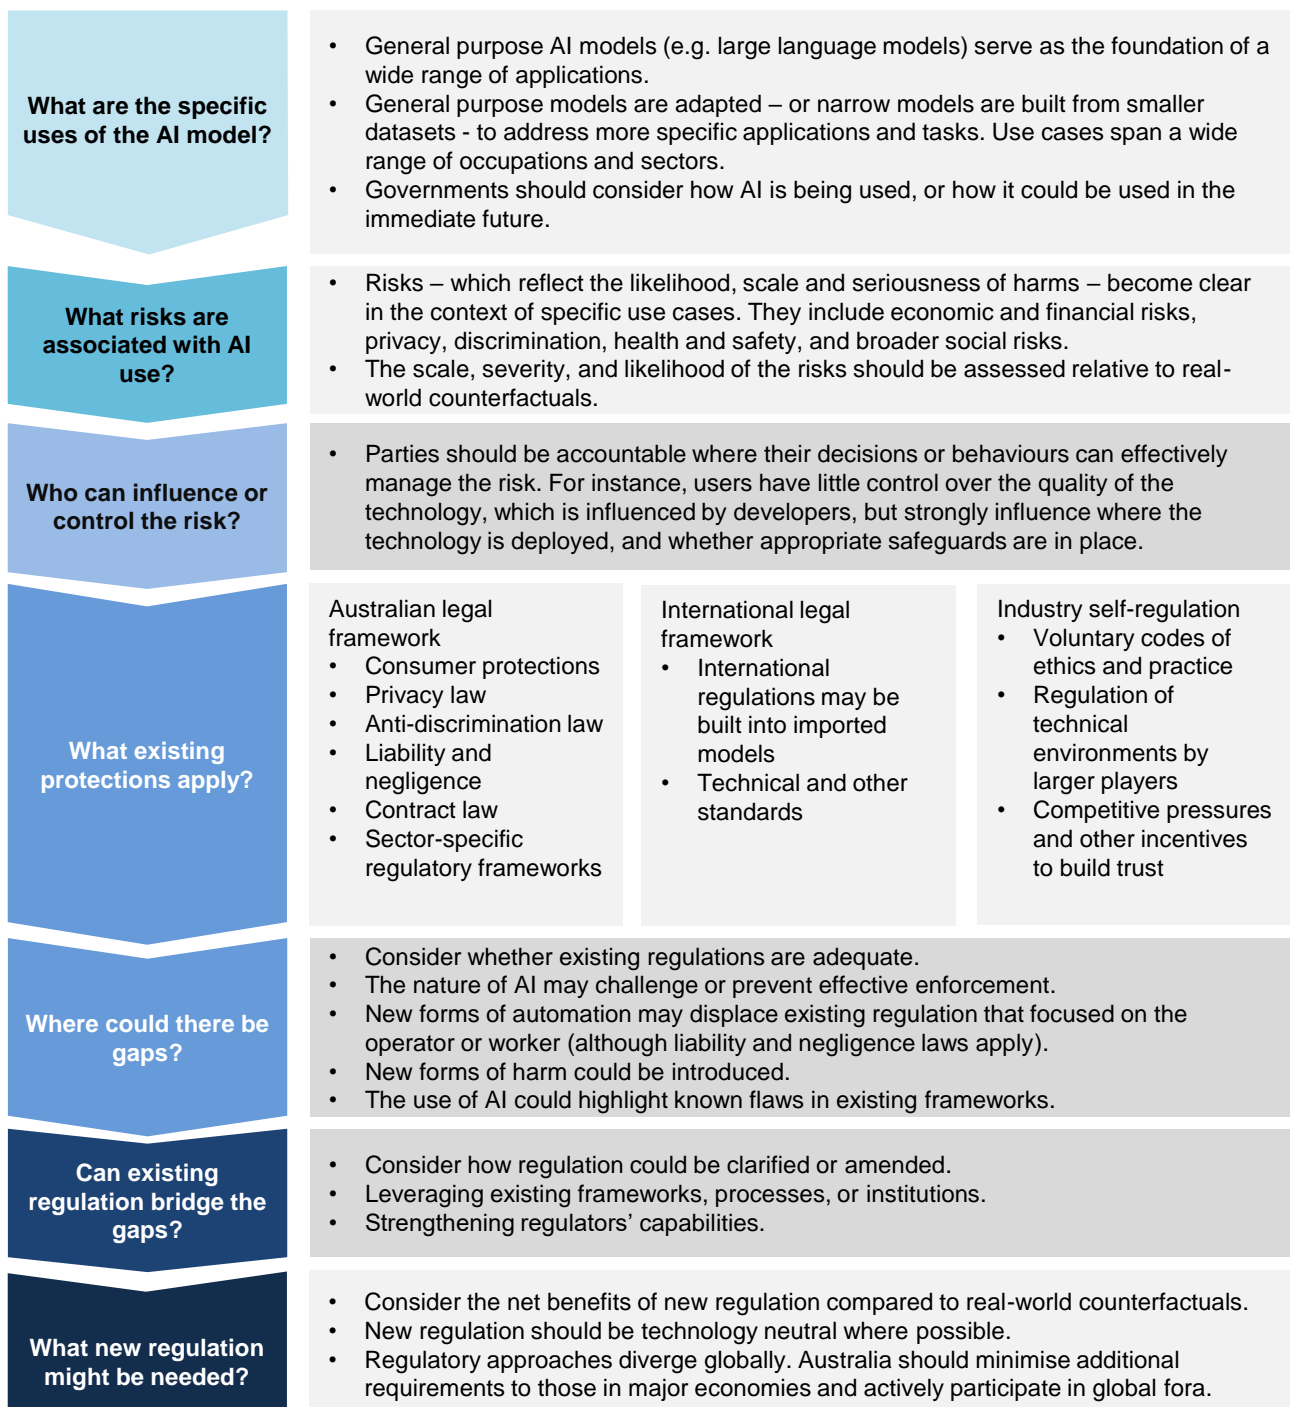 What are the specific
uses of the AI model?
• General purpose AI models (e.g. large language models) serve as the foundation of a
wide range of applications.
• General purpose models are adapted – or narrow models are built from smaller
datasets - to address more specific applications and tasks. Use cases span a wide
range of occupations and sectors.
• Governments should consider how AI is being used, or how it could be used in the
immediate future.
What risks are
associated with AI
use?
• Risks – which reflect the likelihood, scale and seriousness of harms – become clear
in the context of specific use cases. They include economic and financial risks,
privacy, discrimination, health and safety, and broader social risks.
• The scale, severity, and likelihood of the risks should be assessed relative to real-
world counterfactuals.
Who can influence or
control the risk?
• Parties should be accountable where their decisions or behaviours can effectively
manage the risk. For instance, users have little control over the quality of the
technology, which is influenced by developers, but strongly influence where the
technology is deployed, and whether appropriate safeguards are in place.
What existing
protections apply?
Australian legal
framework
• Consumer protections
• Privacy law
• Anti-discrimination law
• Liability and
negligence
• Contract law
• Sector-specific
regulatory frameworks
International legal
framework
• International
regulations may be
built into imported
models
• Technical and other
standards
Industry self-regulation
• Voluntary codes of
ethics and practice
• Regulation of
technical
environments by
larger players
• Competitive pressures
and other incentives
to build trust
Where could there be
gaps?
• Consider whether existing regulations are adequate.
• The nature of AI may challenge or prevent effective enforcement.
• New forms of automation may displace existing regulation that focused on the
operator or worker (although liability and negligence laws apply).
• New forms of harm could be introduced.
• The use of AI could highlight known flaws in existing frameworks.
Can existing
regulation bridge the
gaps?
• Consider how regulation could be clarified or amended.
• Leveraging existing frameworks, processes, or institutions.
• Strengthening regulators’ capabilities.
What new regulation
might be needed?
• Consider the net benefits of new regulation compared to real-world counterfactuals.
• New regulation should be technology neutral where possible.
• Regulatory approaches diverge globally. Australia should minimise additional
requirements to those in major economies and actively participate in global fora.